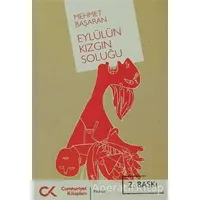 MEHMET
BAŞARAN
EYLÜLÜN
KIZGIN
SOLUĞU
Cumhuriyet
Kitapları
2. BASKI